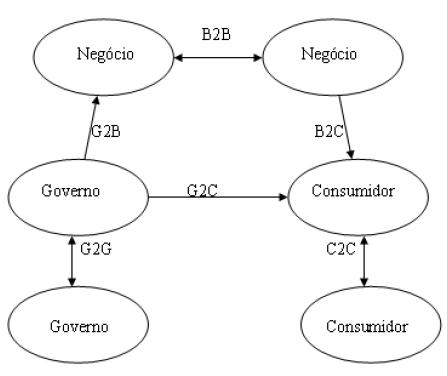 B2B
Negócio
Negócio
G2B
B2C
Governo
G2C
Consumidor
G2G
C2C
Governo
Consumidor